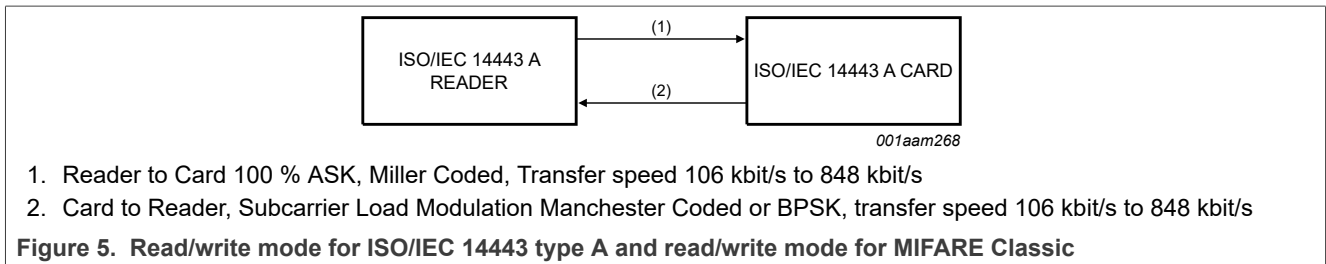 (1)
ISO/IEC 14443 A
READER
ISO/IEC 14443 A CARD
(2)
001aam268
1. Reader to Card 100 % ASK, Miller Coded, Transfer speed 106 kbit/s to 848 kbit/s
2. Card to Reader, Subcarrier Load Modulation Manchester Coded or BPSK, transfer speed 106 kbit/s to 848 kbit/s
Figure 5. Read/write mode for ISO/IEC 14443 type A and read/write mode for MIFARE Classic